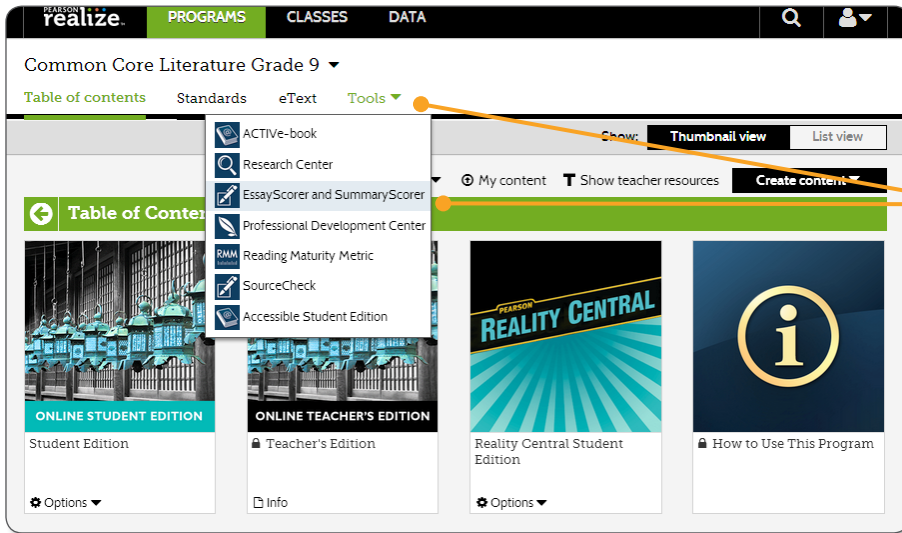 PEARSON
realize.
PROGRAMS CLASSES DATA
Common Core Literature Grade 9
Table of contents Standards eText Tools
ACTIVe-book
Show: Thumbnail view List view
Research Center
My content T Show teacher resources Create content
EssayScorer and SummaryScorer
Table of Conten
Professional Development Center
RMM Reading Maturity Metric
SourceCheck
Accessible Student Edition
PEARSON
REALITY CENTRAL
i
ONLINE STUDENT EDITION
ONLINE TEACHER'S EDITION
Student Edition
Teacher's Edition
Reality Central Student
Edition
How to Use This Program
Options
Info
Options